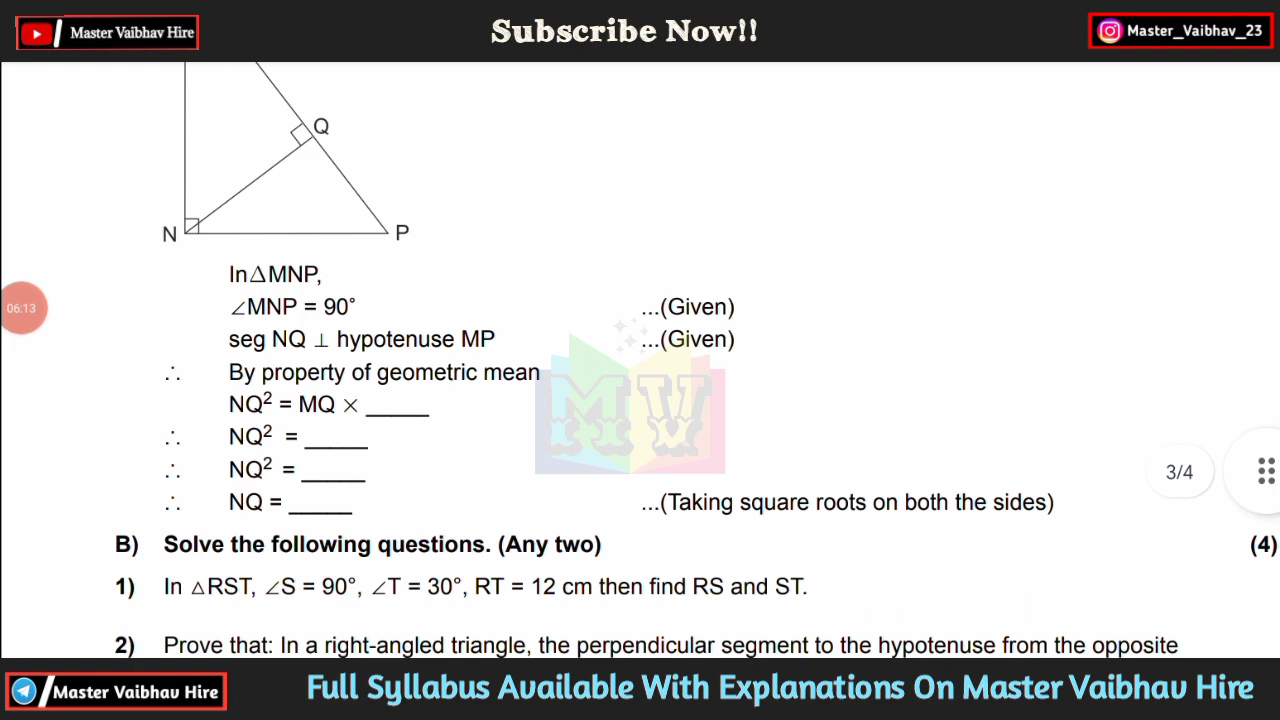 Master Vaibhav Hire
Subscribe Now!!
Master_Vaibhav_23
Q
N
P
In△MNP,
∠MNP = 90° ...(Given)
seg NQ ⊥ hypotenuse MP ...(Given)
∴ By property of geometric mean
NQ² = MQ × _____
∴ NQ² = _____
∴ NQ² = _____
∴ NQ = _____ ...(Taking square roots on both the sides)
B) Solve the following questions. (Any two) (4)
1) In △RST, ∠S = 90°, ∠T = 30°, RT = 12 cm then find RS and ST.
2) Prove that: In a right-angled triangle, the perpendicular segment to the hypotenuse from the opposite
06:13
MW
3/4
Master Vaibhav Hire
Full Syllabus Available With Explanations On Master Vaibhav Hire